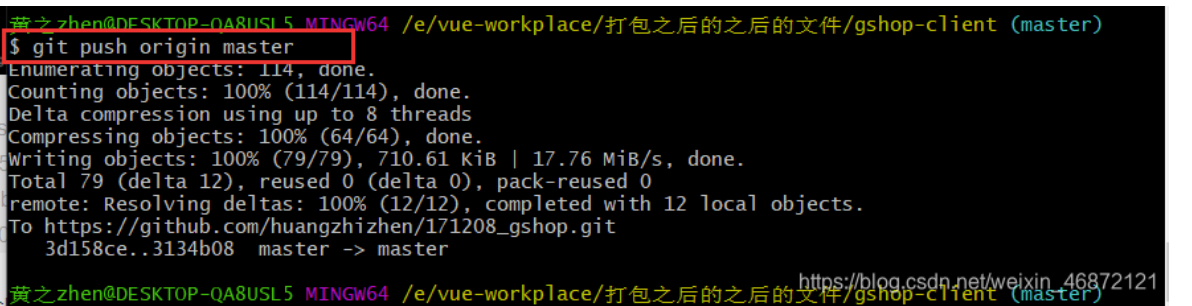 黄之zhen@DESKTOP-QA8USL5 MINGW64 /e/vue-workplace/打包之后的之后的文件/gshop-client (master)
$ git push origin master
Enumerating objects: 114, done.
Counting objects: 100% (114/114), done.
Delta compression using up to 8 threads
Compressing objects: 100% (64/64), done.
Writing objects: 100% (79/79), 710.61 KiB | 17.76 MiB/s, done.
Total 79 (delta 12), reused 0 (delta 0), pack-reused 0
remote: Resolving deltas: 100% (12/12), completed with 12 local objects.
To https://github.com/huangzhizhen/171208_gshop.git
   3d158ce..3134b08  master -> master
黄之zhen@DESKTOP-QA8USL5 MINGW64 /e/vue-workplace/打包之后的之后的文件/gshop-client (master)
https://blog.csdn.net/weixin_46872121